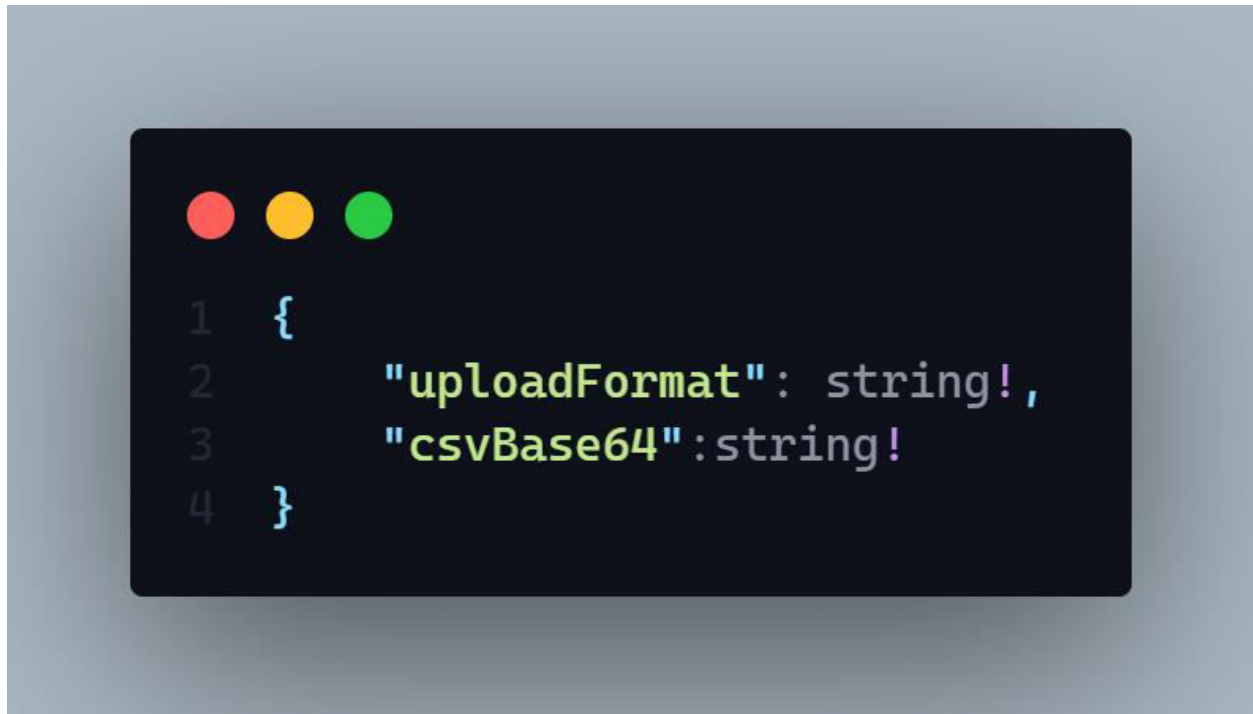 1 {
2 "uploadFormat": string!,
3 "csvBase64":string!
4 }